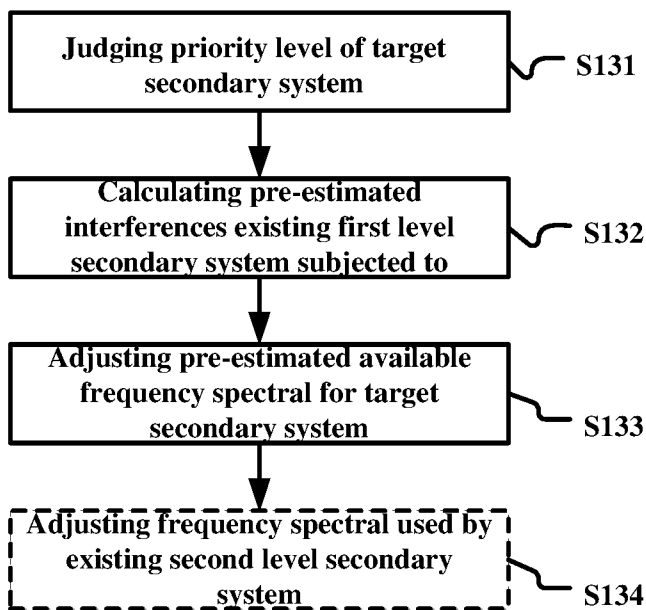 Judging priority level of target
secondary system
S131
Calculating pre-estimated
interferences existing first level
secondary system subjected to
S132
Adjusting pre-estimated available
frequency spectral for target
secondary system
S133
Adjusting frequency spectral used by
existing second level secondary
system
S134